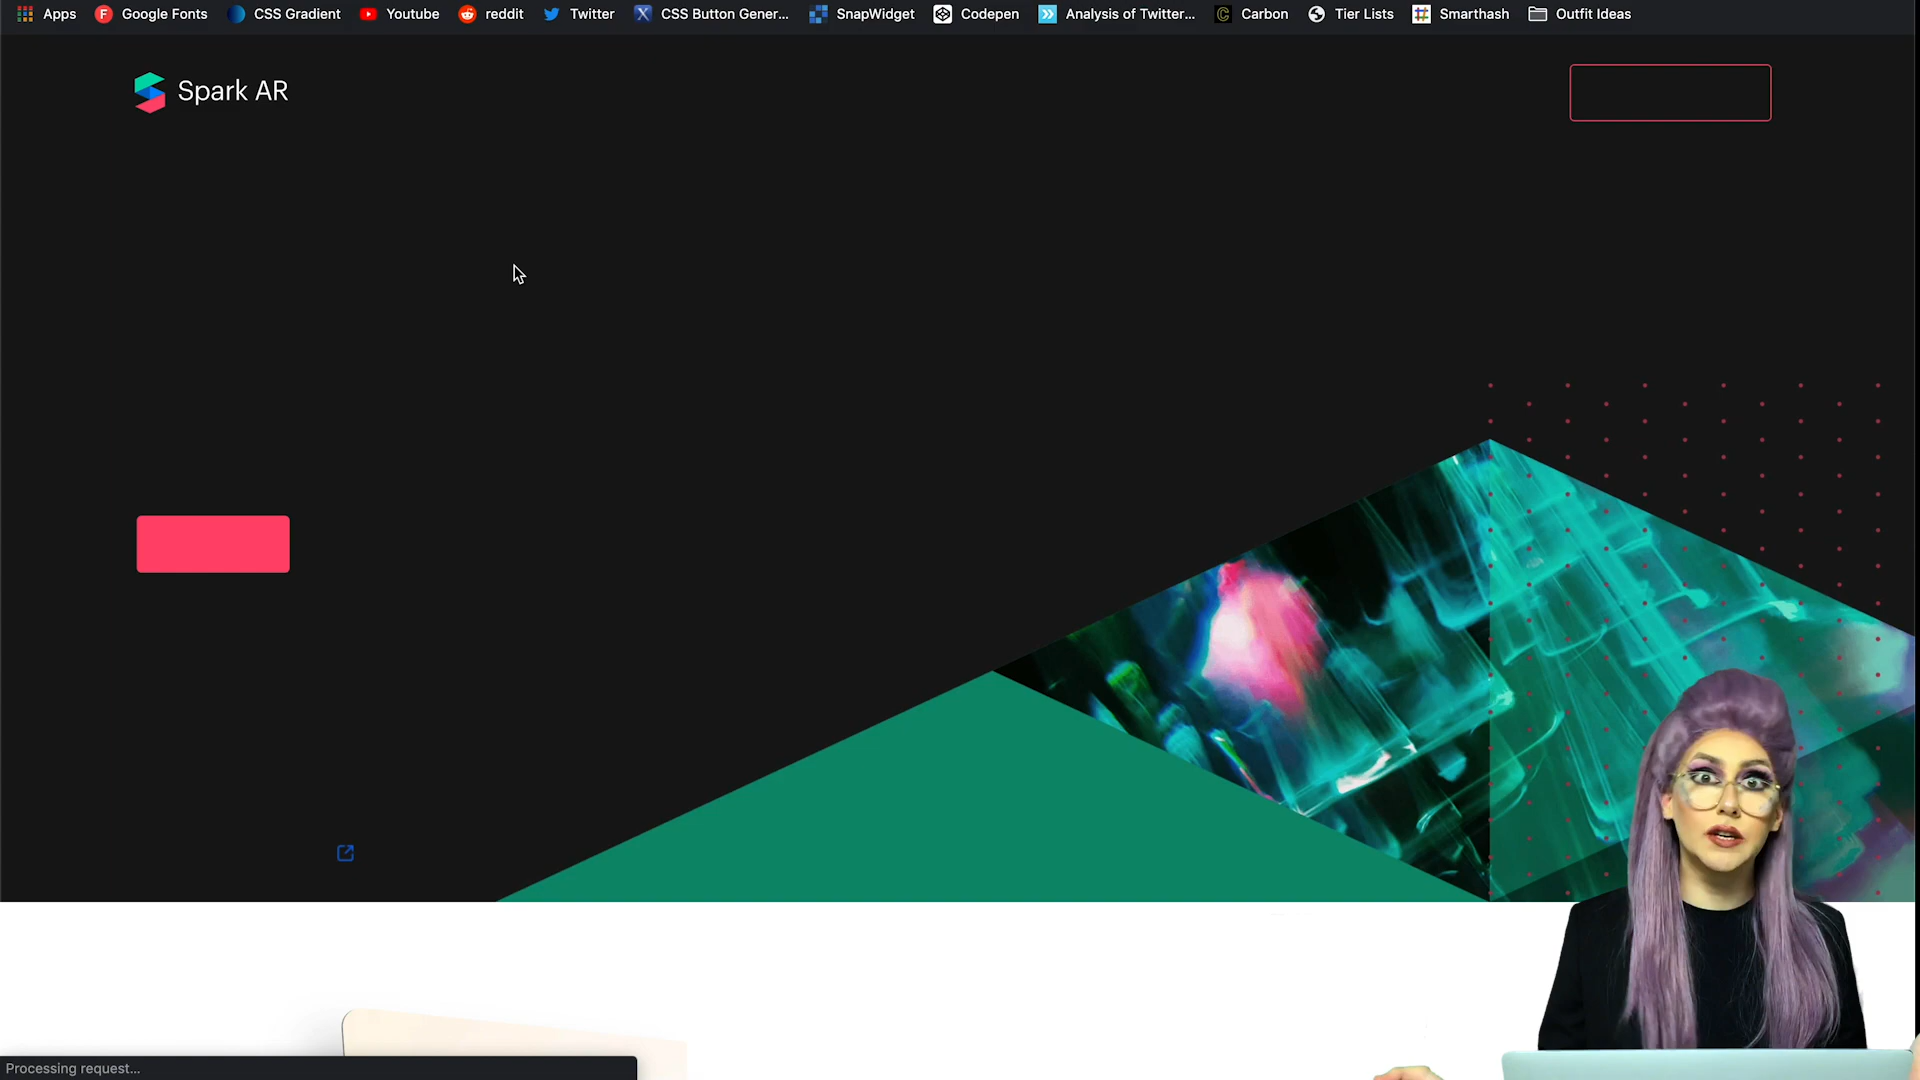 Apps Google Fonts CSS Gradient Youtube reddit Twitter CSS Button Gener... SnapWidget Codepen Analysis of Twitter... Carbon Tier Lists Smarthash Outfit Ideas
Spark AR
Processing request...